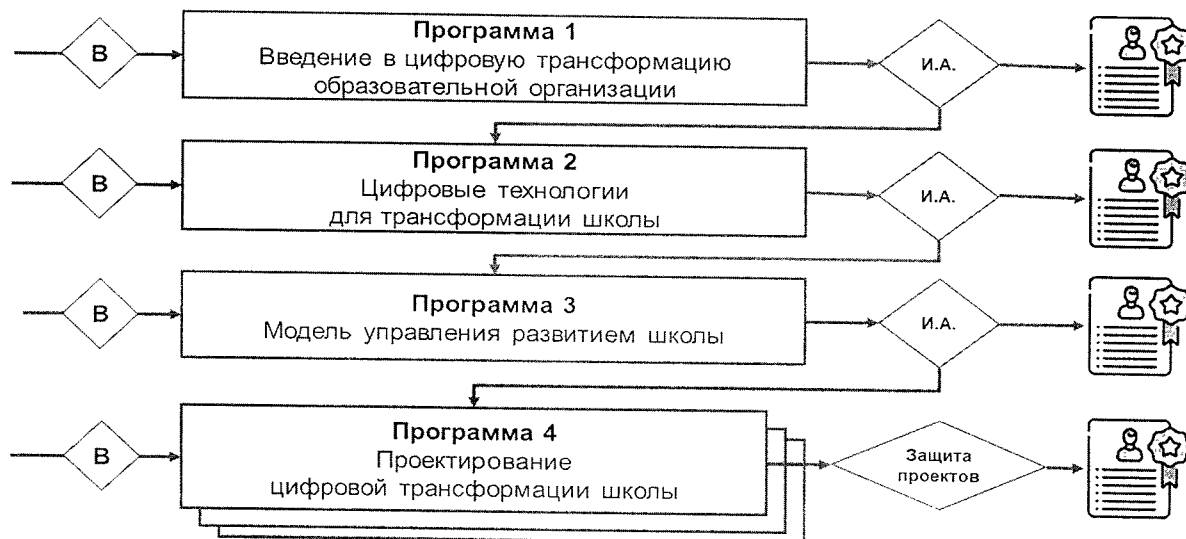 В
Программа 1
Введение в цифровую трансформацию
образовательной организации
И.А.
В
Программа 2
Цифровые технологии
для трансформации школы
И.А.
В
Программа 3
Модель управления развитием школы
И.А.
В
Программа 4
Проектирование
цифровой трансформации школы
Защита
проектов